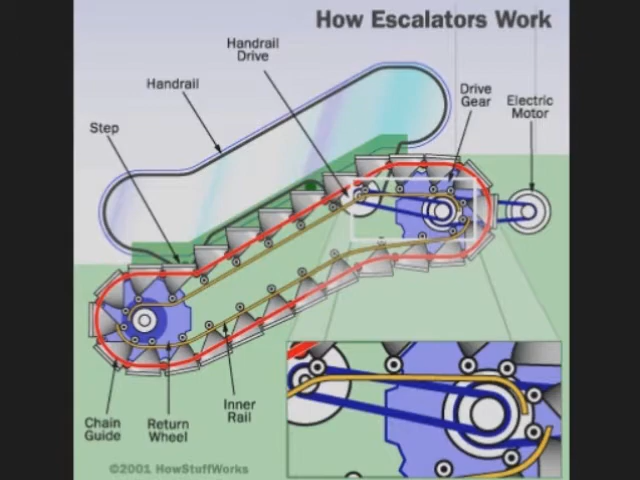 How Escalators Work
Handrail
Drive
Handrail
Drive
Gear
Electric
Motor
Step
Chain
Guide
Return
Wheel
Inner
Rail
©2001 HowStuffWorks